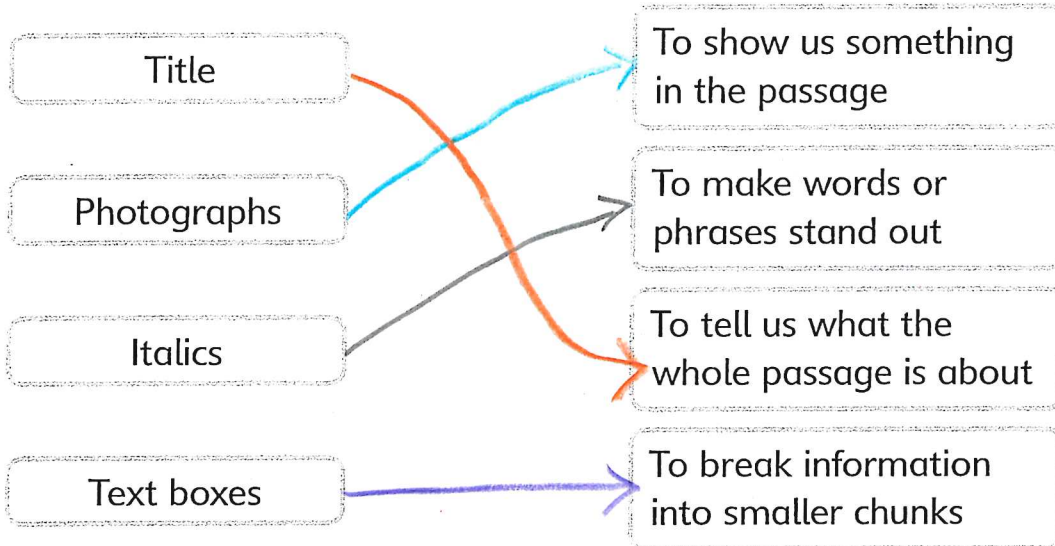 Title
Photographs
Italics
Text boxes
To show us something
in the passage
To make words or
phrases stand out
To tell us what the
whole passage is about
To break information
into smaller chunks